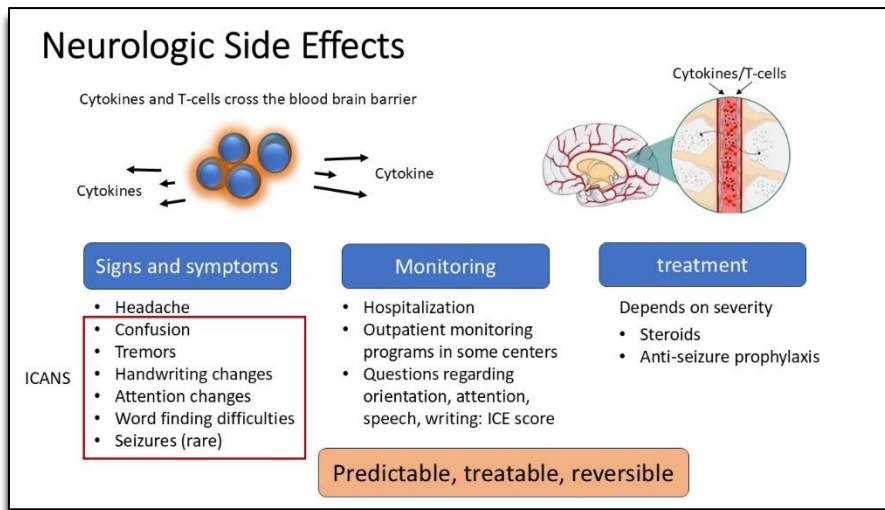 Neurologic Side Effects
Cytokines and T-cells cross the blood brain barrier
Cytokines
Cytokine
Cytokines/T-cells
Signs and symptoms
• Headache
ICANS
• Confusion
• Tremors
• Handwriting changes
• Attention changes
• Word finding difficulties
• Seizures (rare)
Monitoring
• Hospitalization
• Outpatient monitoring
programs in some centers
• Questions regarding
orientation, attention,
speech, writing: ICE score
treatment
Depends on severity
• Steroids
• Anti-seizure prophylaxis
Predictable, treatable, reversible